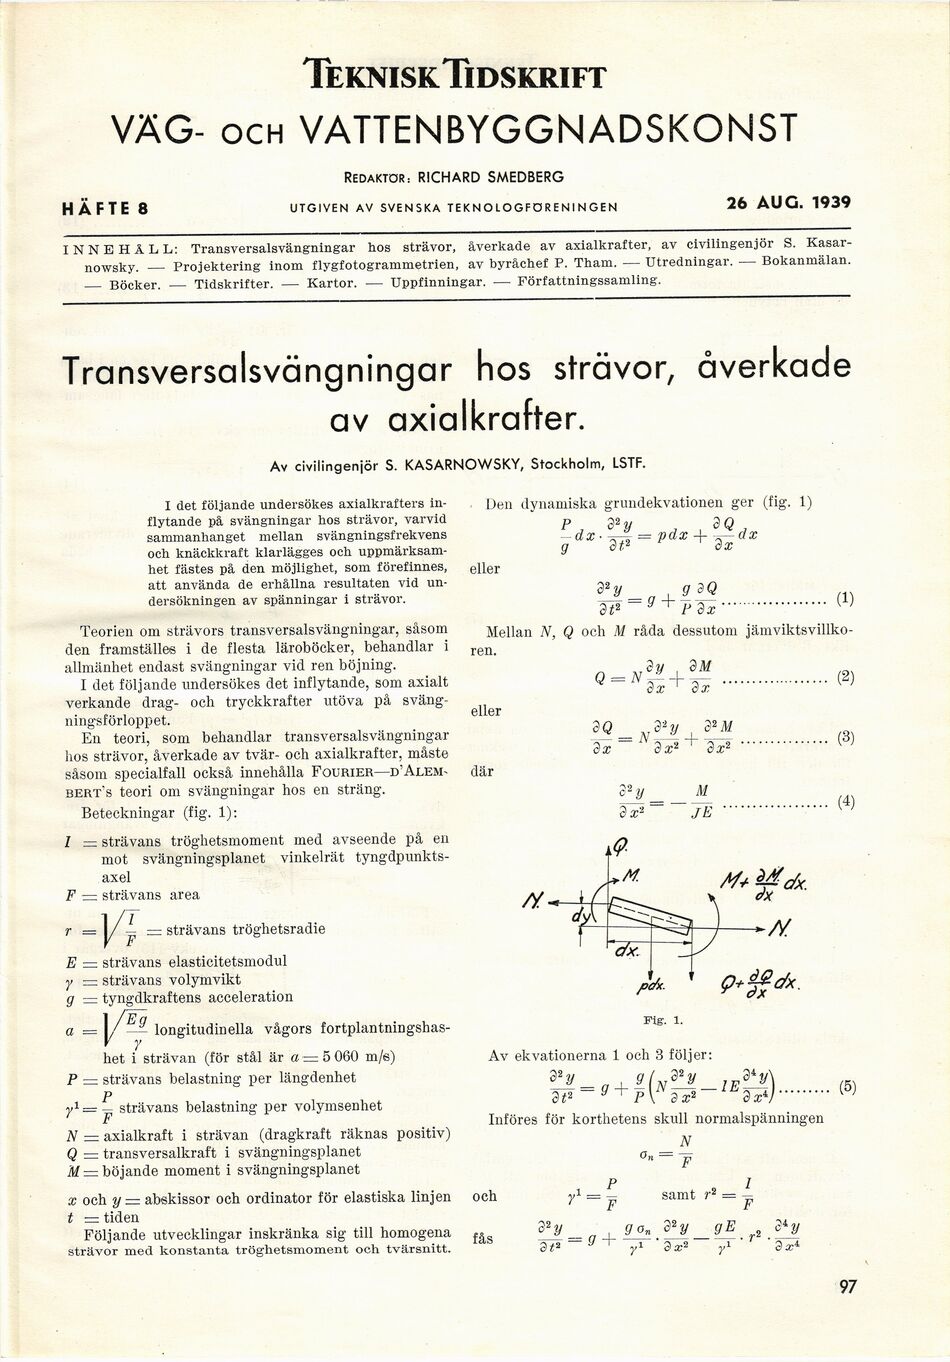 TEKNISK TIDSKRIFT
VÄG- OCH VATTENBYGGNADSKONST
REDAKTÖR: RICHARD SMEDBERG
HÄFTE 8 UTGIVEN AV SVENSKA TEKNOLOGFÖRENINGEN 26 AUG. 1939
INNEHÅLL: Transversalsvängningar hos strävor, åverkade av axialkrafter, av civilingenjör S. Kasar-
nowsky. — Projektering inom flygfotogrammetrien, av byråchef P. Tham. — Utredningar. — Bokanmälan.
— Böcker. — Tidskrifter. — Kartor. — Uppfinningar. — Författningssamling.
Transversalsvängningar hos strävor, åverkade
av axialkrafter.
Av civilingenjör S. KASARNOWSKY, Stockholm, LSTF.
I det följande undersökes axialkrafters in-
flytande på svängningar hos strävor, varvid
sammanhanget mellan svängningsfrekvens
och knäckkraft klarlägges och uppmärksam-
het fästes på den möjlighet, som förefinnes,
att använda de erhållna resultaten vid un-
dersökningen av spänningar i strävor.
Teorien om strävors transversalsvängningar, såsom
den framställes i de flesta läroböcker, behandlar i
allmänhet endast svängningar vid ren böjning.
I det följande undersökes det inflytande, som axialt
verkande drag- och tryckkrafter utöva på sväng-
ningsförloppet.
En teori, som behandlar transversalsvängningar
hos strävor, åverkade av tvär- och axialkrafter, måste
såsom specialfall också innehålla FOURIER—D'ALEM-
BERT's teori om svängningar hos en sträng.
Beteckningar (fig. 1):
I = strävans tröghetsmoment med avseende på en
mot svängningsplanet vinkelrät tyngdpunkts-
axel
F = strävans area
r = √(I/F) = strävans tröghetsradie
E = strävans elasticitetsmodul
γ = strävans volymvikt
g = tyngdkraftens acceleration
a = √(Eg/γ) longitudinella vågors fortplantningshas-
het i strävan (för stål är a = 5 060 m/s)
P = strävans belastning per längdenhet
γ¹ = P/F strävans belastning per volymsenhet
N = axialkraft i strävan (dragkraft räknas positiv)
Q = transversalkraft i svängningsplanet
M = böjande moment i svängningsplanet
x och y = abskissor och ordinator för elastiska linjen
t = tiden
Följande utvecklingar inskränka sig till homogena
strävor med konstanta tröghetsmoment och tvärsnitt.
Den dynamiska grundekvationen ger (fig. 1)
P/g dx · ∂²y/∂t² = pdx + ∂Q/∂x dx
eller
∂²y/∂t² = g + g/P ∂Q/∂x .................. (1)
Mellan N, Q och M råda dessutom jämviktsvillko-
ren.
Q = N ∂y/∂x + ∂M/∂x .................. (2)
eller
∂Q/∂x = N ∂²y/∂x² + ∂²M/∂x² ............... (3)
där
∂²y/∂x² = — M/JE .................. (4)
Q.
M.
N.
dy
dx.
pdx.
M + ∂M/∂x dx.
N.
Q + ∂Q/∂x dx.
Fig. 1.
Av ekvationerna 1 och 3 följer:
∂²y/∂t² = g + g/P (N ∂²y/∂x² — IE ∂⁴y/∂x⁴) ......... (5)
Införes för korthetens skull normalspänningen
σₙ = N/F
och γ¹ = P/F samt r² = I/F
fås ∂²y/∂t² = g + gσₙ/γ¹ · ∂²y/∂x² — gE/γ¹ · r² · ∂⁴y/∂x⁴
97